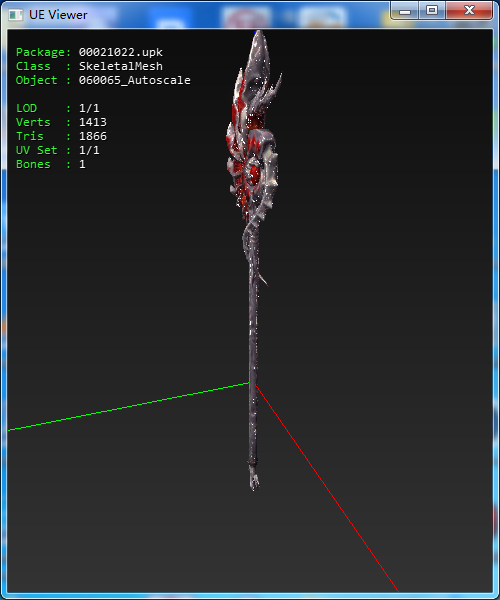 UE Viewer
Package: 00021022.upk
Class : SkeletalMesh
Object : 060065_Autoscale
LOD : 1/1
Verts : 1413
Tris : 1866
UV Set : 1/1
Bones : 1